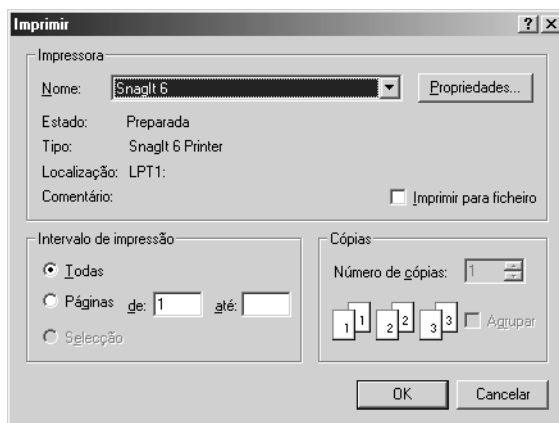 Imprimir
Impressora
Nome: SnagIt 6 Propriedades...
Estado: Preparada
Tipo: SnagIt 6 Printer
Localização: LPT1:
Comentário: Imprimir para ficheiro
Intervalo de impressão
Todas
Páginas de: 1 até:
Selecção
Cópias
Número de cópias: 1
1 1 2 2 3 3 Agrupar
OK Cancelar